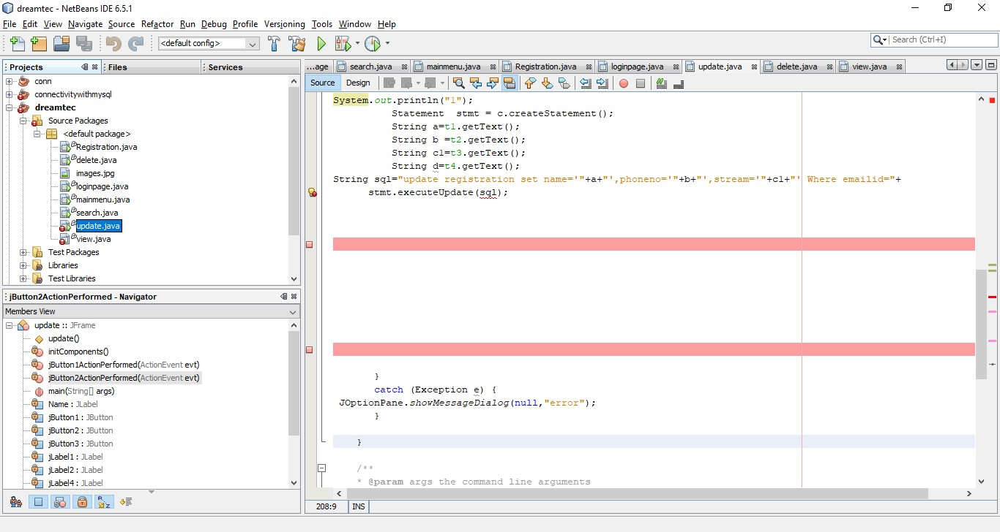 dreamtec - NetBeans IDE 6.5.1
File Edit View Navigate Source Refactor Run Debug Profile Versioning Tools Window Help
<default config>
Search (Ctrl+I)
Projects
Files
Services
conn
connectivitywithmysql
dreamtec
Source Packages
<default package>
Registration.java
delete.java
images.jpg
loginpage.java
mainmenu.java
search.java
update.java
view.java
Test Packages
Libraries
Test Libraries
jButton2ActionPerformed - Navigator
Members View
update :: JFrame
update()
initComponents()
jButton1ActionPerformed(ActionEvent evt)
jButton2ActionPerformed(ActionEvent evt)
main(String[] args)
Name : JLabel
jButton1 : JButton
jButton2 : JButton
jButton3 : JButton
jLabel1 : JLabel
jLabel2 : JLabel
jLabel4 : JLabel
...age search.java mainmenu.java Registration.java loginpage.java update.java delete.java view.java
Source Design
System.out.println("1");
Statement  stmt = c.createStatement();
String a=t1.getText();
String b =t2.getText();
String c1=t3.getText();
String d=t4.getText();
String sql="update registration set name='"+a+"',phoneno='"+b+"',stream='"+c1+"' Where emailid="+
stmt.executeUpdate(sql);
}
catch (Exception e) {
JOptionPane.showMessageDialog(null,"error");
}
}
/**
* @param args the command line arguments
208:9 INS